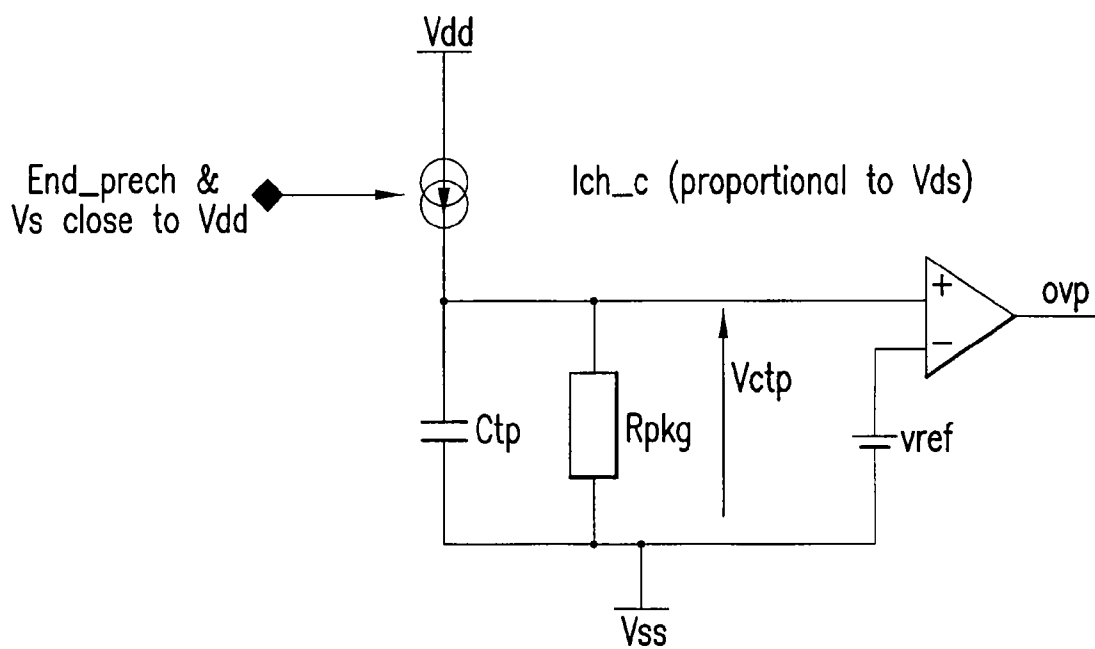 Vdd
End_prech &
Vs close to Vdd
Ich_c (proportional to Vds)
+
ovp
−
Vctp
Ctp
Rpkg
vref
Vss